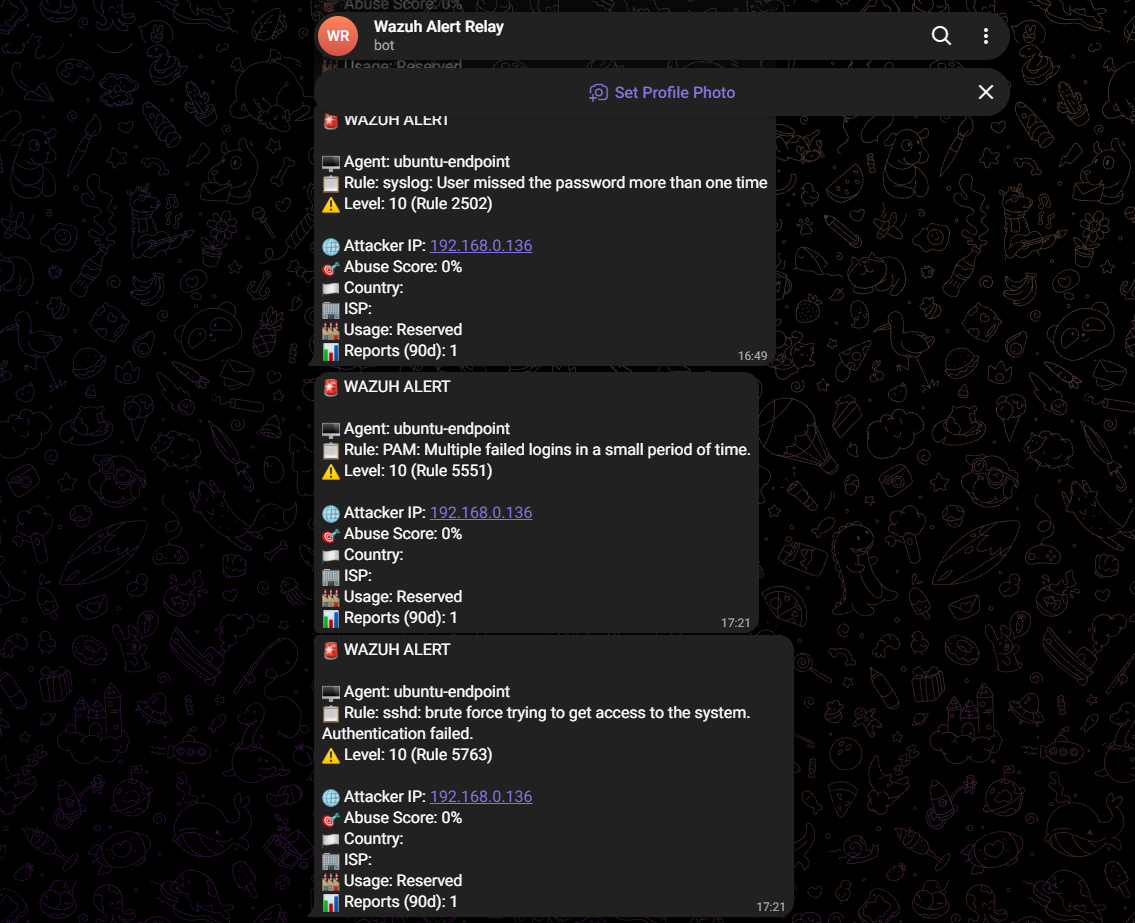 Abuse Score: 0%
WR
Wazuh Alert Relay
bot
Usage: Reserved
Set Profile Photo
🚨 WAZUH ALERT
🖥️ Agent: ubuntu-endpoint
📋 Rule: syslog: User missed the password more than one time
⚠️ Level: 10 (Rule 2502)
🌐 Attacker IP: 192.168.0.136
🎯 Abuse Score: 0%
🏳️ Country:
🏢 ISP:
🏭 Usage: Reserved
📊 Reports (90d): 1
16:49
🚨 WAZUH ALERT
🖥️ Agent: ubuntu-endpoint
📋 Rule: PAM: Multiple failed logins in a small period of time.
⚠️ Level: 10 (Rule 5551)
🌐 Attacker IP: 192.168.0.136
🎯 Abuse Score: 0%
🏳️ Country:
🏢 ISP:
🏭 Usage: Reserved
📊 Reports (90d): 1
17:21
🚨 WAZUH ALERT
🖥️ Agent: ubuntu-endpoint
📋 Rule: sshd: brute force trying to get access to the system.
Authentication failed.
⚠️ Level: 10 (Rule 5763)
🌐 Attacker IP: 192.168.0.136
🎯 Abuse Score: 0%
🏳️ Country:
🏢 ISP:
🏭 Usage: Reserved
📊 Reports (90d): 1
17:21